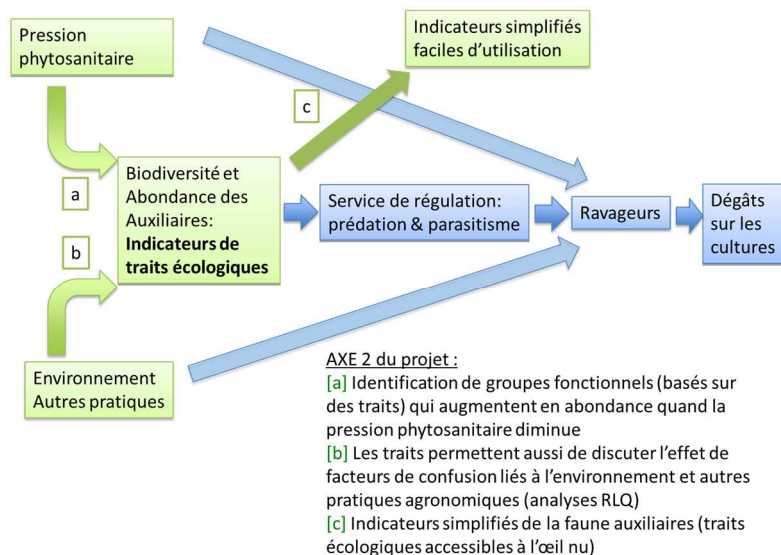 Pression
phytosanitaire
Indicateurs simplifiés
faciles d'utilisation
c
a
Biodiversité et
Abondance des
Auxiliaires:
Indicateurs de
traits écologiques
Service de régulation:
prédation & parasitisme
Ravageurs
Dégâts
sur les
cultures
b
Environnement
Autres pratiques
AXE 2 du projet :
[a] Identification de groupes fonctionnels (basés sur
des traits) qui augmentent en abondance quand la
pression phytosanitaire diminue
[b] Les traits permettent aussi de discuter l'effet de
facteurs de confusion liés à l'environnement et autres
pratiques agronomiques (analyses RLQ)
[c] Indicateurs simplifiés de la faune auxiliaires (traits
écologiques accessibles à l'œil nu)